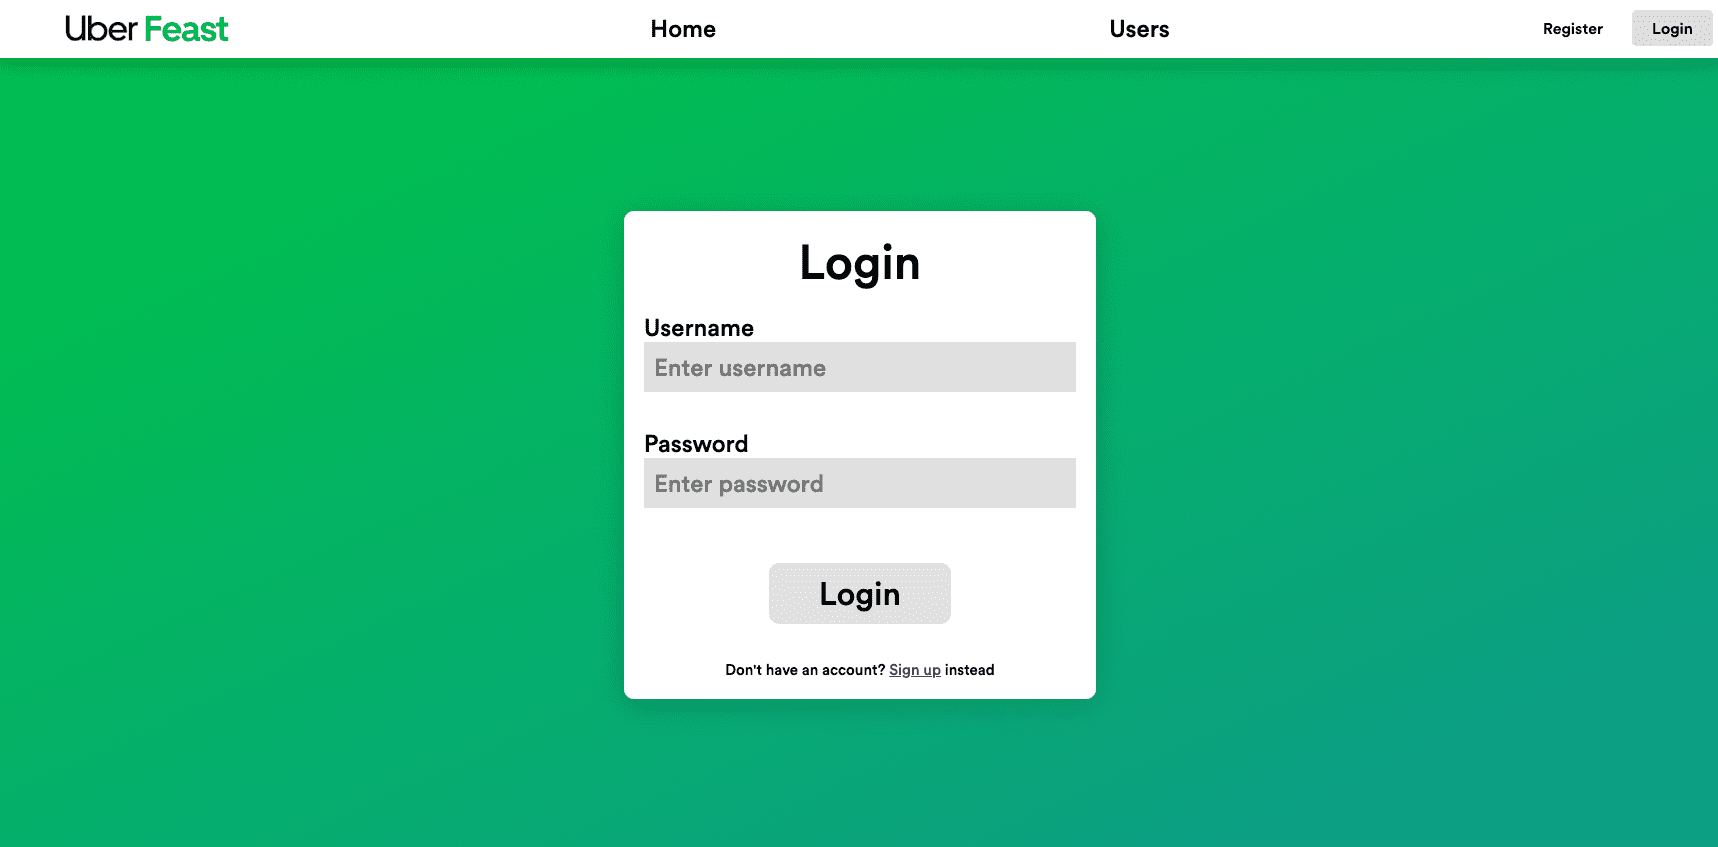 Uber Feast Home Users Register Login
Login
Username
Enter username
Password
Enter password
Login
Don't have an account? Sign up instead